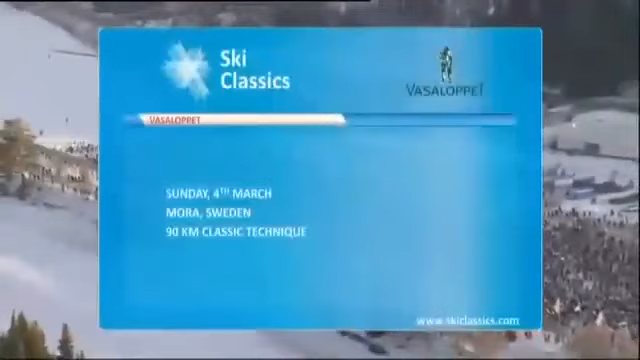 Ski
Classics
VASALOPPET
VASALOPPET
SUNDAY, 4TH MARCH
MORA, SWEDEN
90 KM CLASSIC TECHNIQUE
www.skiclassics.com